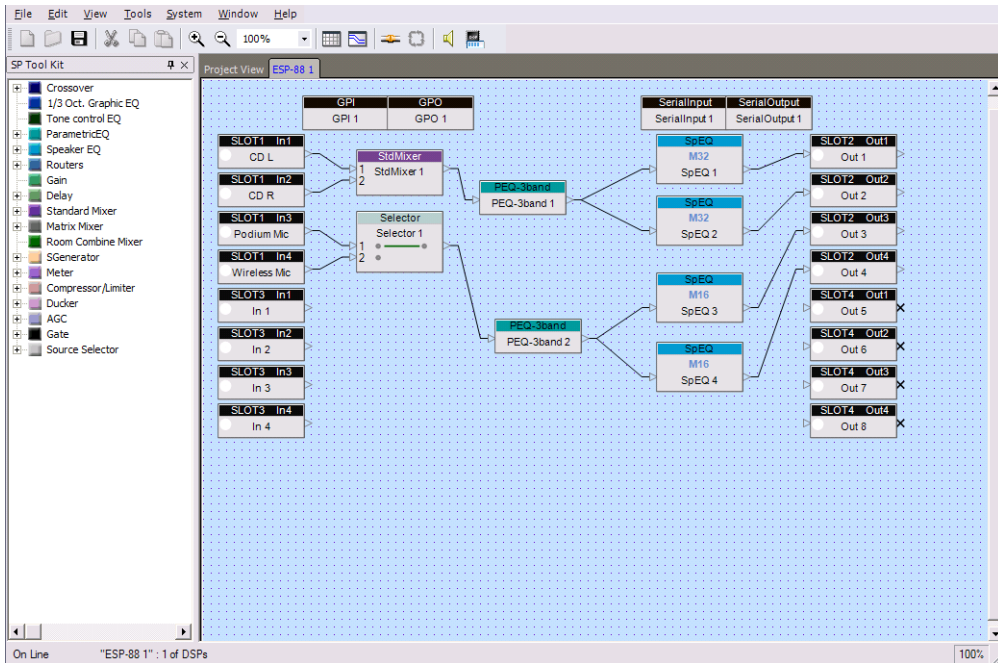 File Edit View Tools System Window Help
100%
SP Tool Kit
Project View ESP-88 1
Crossover
1/3 Oct. Graphic EQ
Tone control EQ
ParametricEQ
Speaker EQ
Routers
Gain
Delay
Standard Mixer
Matrix Mixer
Room Combine Mixer
SGenerator
Meter
Compressor/Limiter
Ducker
AGC
Gate
Source Selector
GPI GPO
GPI 1 GPO 1
SerialInput SerialOutput
SerialInput 1 SerialOutput 1
SLOT1 In1
CD L
SLOT1 In2
CD R
SLOT1 In3
Podium Mic
SLOT1 In4
Wireless Mic
SLOT3 In1
In 1
SLOT3 In2
In 2
SLOT3 In3
In 3
SLOT3 In4
In 4
StdMixer
1 StdMixer 1
2
Selector
Selector 1
1
2
PEQ-3band
PEQ-3band 1
PEQ-3band
PEQ-3band 2
SpEQ
M32
SpEQ 1
SpEQ
M32
SpEQ 2
SpEQ
M16
SpEQ 3
SpEQ
M16
SpEQ 4
SLOT2 Out1
Out 1
SLOT2 Out2
Out 2
SLOT2 Out3
Out 3
SLOT2 Out4
Out 4
SLOT4 Out1
Out 5
SLOT4 Out2
Out 6
SLOT4 Out3
Out 7
SLOT4 Out4
Out 8
On Line "ESP-88 1" : 1 of DSPs 100%